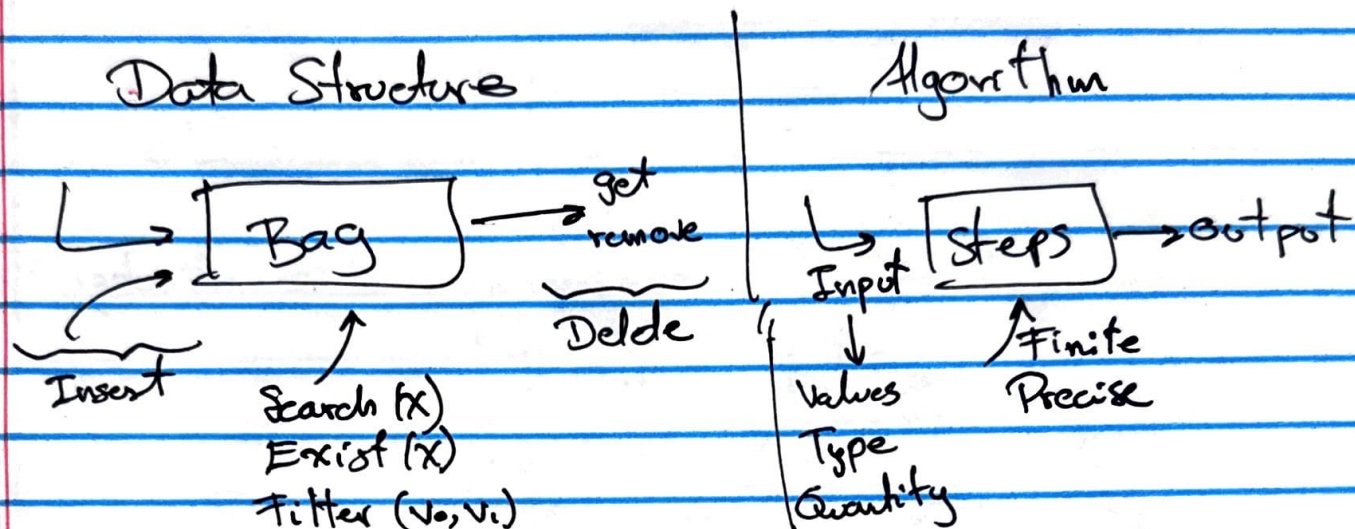 Data Structure
Bag
get
remove
Delde
Insert
Search (x)
Exist (x)
Filter (v0, v1)
Algorithm
Input
Steps
output
Values
Type
Quantity
Finite
Precise